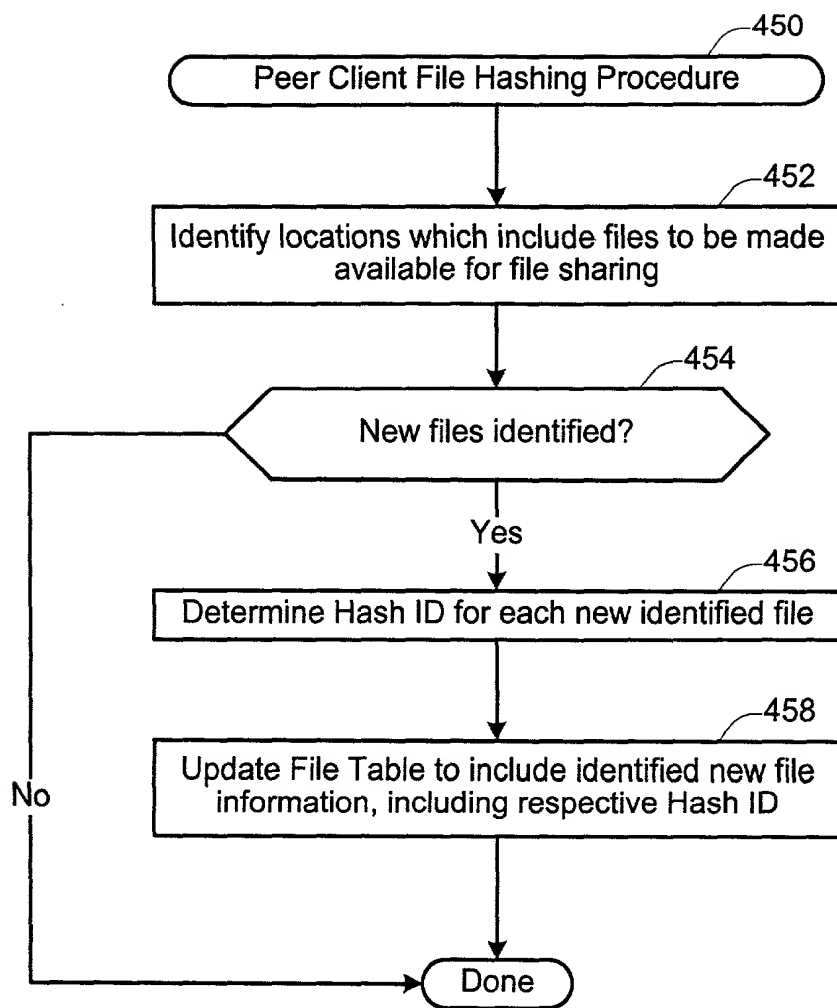 450
Peer Client File Hashing Procedure
452
Identify locations which include files to be made
available for file sharing
454
New files identified?
Yes
456
Determine Hash ID for each new identified file
458
Update File Table to include identified new file
information, including respective Hash ID
No
Done